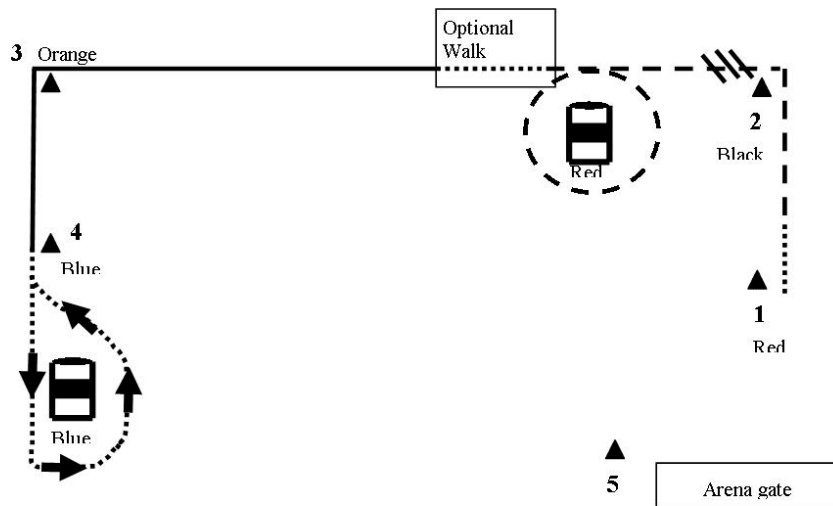 Optional
Walk
3 Orange
2
Black
Red
4
Blue
1
Red
Blue
5
Arena gate